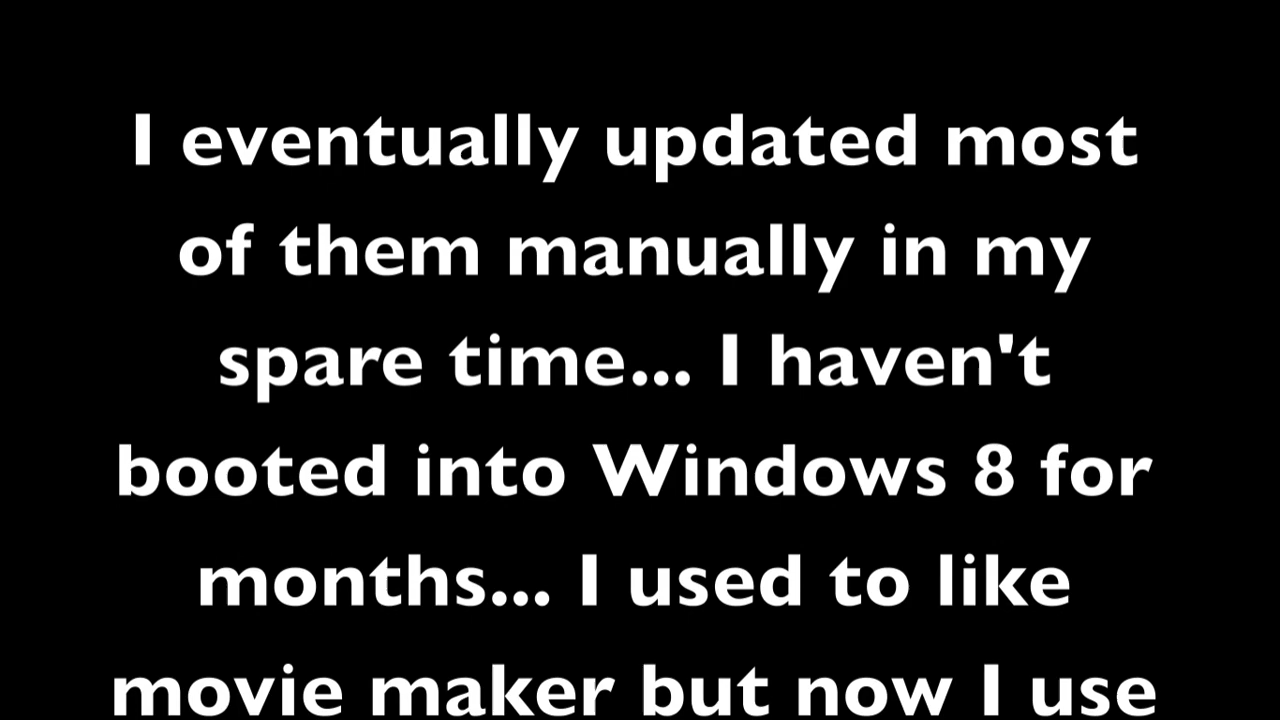 I eventually updated most
of them manually in my
spare time... I haven't
booted into Windows 8 for
months... I used to like
movie maker but now I use